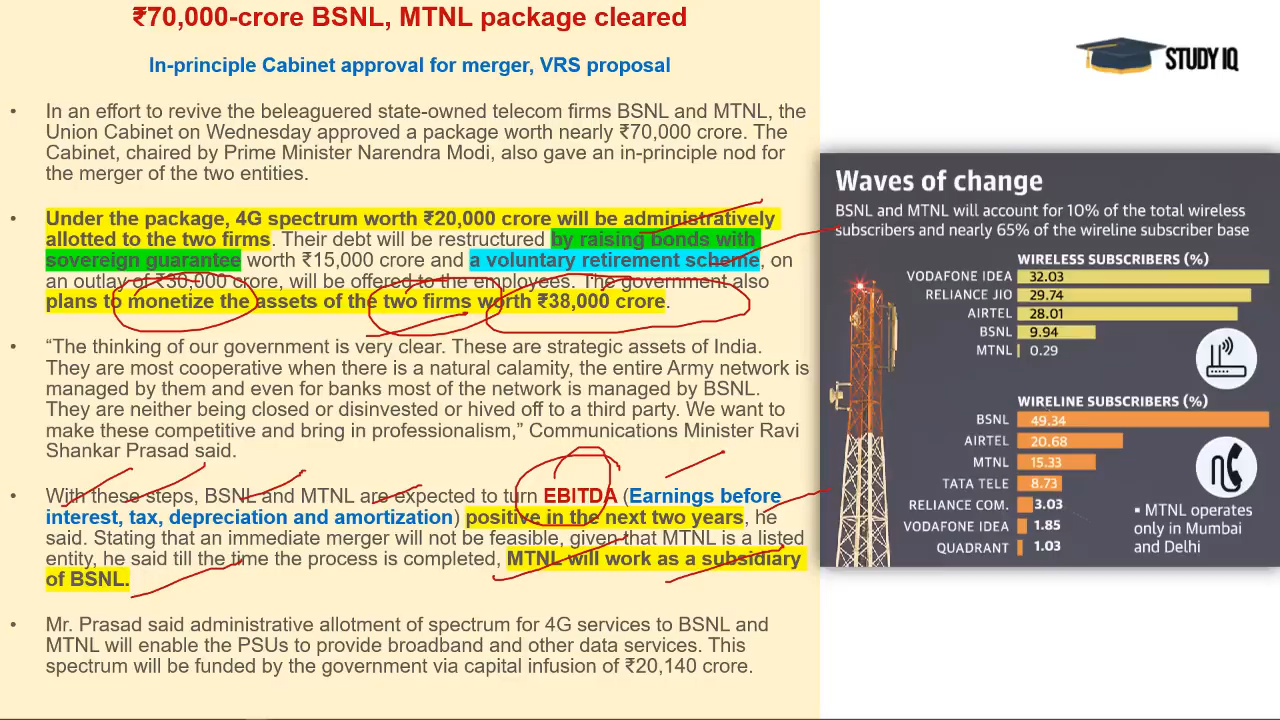 ₹70,000-crore BSNL, MTNL package cleared
In-principle Cabinet approval for merger, VRS proposal
• In an effort to revive the beleaguered state-owned telecom firms BSNL and MTNL, the
Union Cabinet on Wednesday approved a package worth nearly ₹70,000 crore. The
Cabinet, chaired by Prime Minister Narendra Modi, also gave an in-principle nod for
the merger of the two entities.
• Under the package, 4G spectrum worth ₹20,000 crore will be administratively
allotted to the two firms. Their debt will be restructured by raising bonds with
sovereign guarantee worth ₹15,000 crore and a voluntary retirement scheme, on
an outlay of ₹30,000 crore, will be offered to the employees. The government also
plans to monetize the assets of the two firms worth ₹38,000 crore.
• “The thinking of our government is very clear. These are strategic assets of India.
They are most cooperative when there is a natural calamity, the entire Army network is
managed by them and even for banks most of the network is managed by BSNL.
They are neither being closed or disinvested or hived off to a third party. We want to
make these competitive and bring in professionalism,” Communications Minister Ravi
Shankar Prasad said.
• With these steps, BSNL and MTNL are expected to turn EBITDA (Earnings before
interest, tax, depreciation and amortization) positive in the next two years, he
said. Stating that an immediate merger will not be feasible, given that MTNL is a listed
entity, he said till the time the process is completed, MTNL will work as a subsidiary
of BSNL.
• Mr. Prasad said administrative allotment of spectrum for 4G services to BSNL and
MTNL will enable the PSUs to provide broadband and other data services. This
spectrum will be funded by the government via capital infusion of ₹20,140 crore.
STUDY IQ
Waves of change
BSNL and MTNL will account for 10% of the total wireless
subscribers and nearly 65% of the wireline subscriber base
WIRELESS SUBSCRIBERS (%)
VODAFONE IDEA 32.03
RELIANCE JIO 29.74
AIRTEL 28.01
BSNL 9.94
MTNL 0.29
WIRELINE SUBSCRIBERS (%)
BSNL 49.34
AIRTEL 20.68
MTNL 15.33
TATA TELE 8.73
RELIANCE COM. 3.03
VODAFONE IDEA 1.85
QUADRANT 1.03
▪ MTNL operates
only in Mumbai
and Delhi